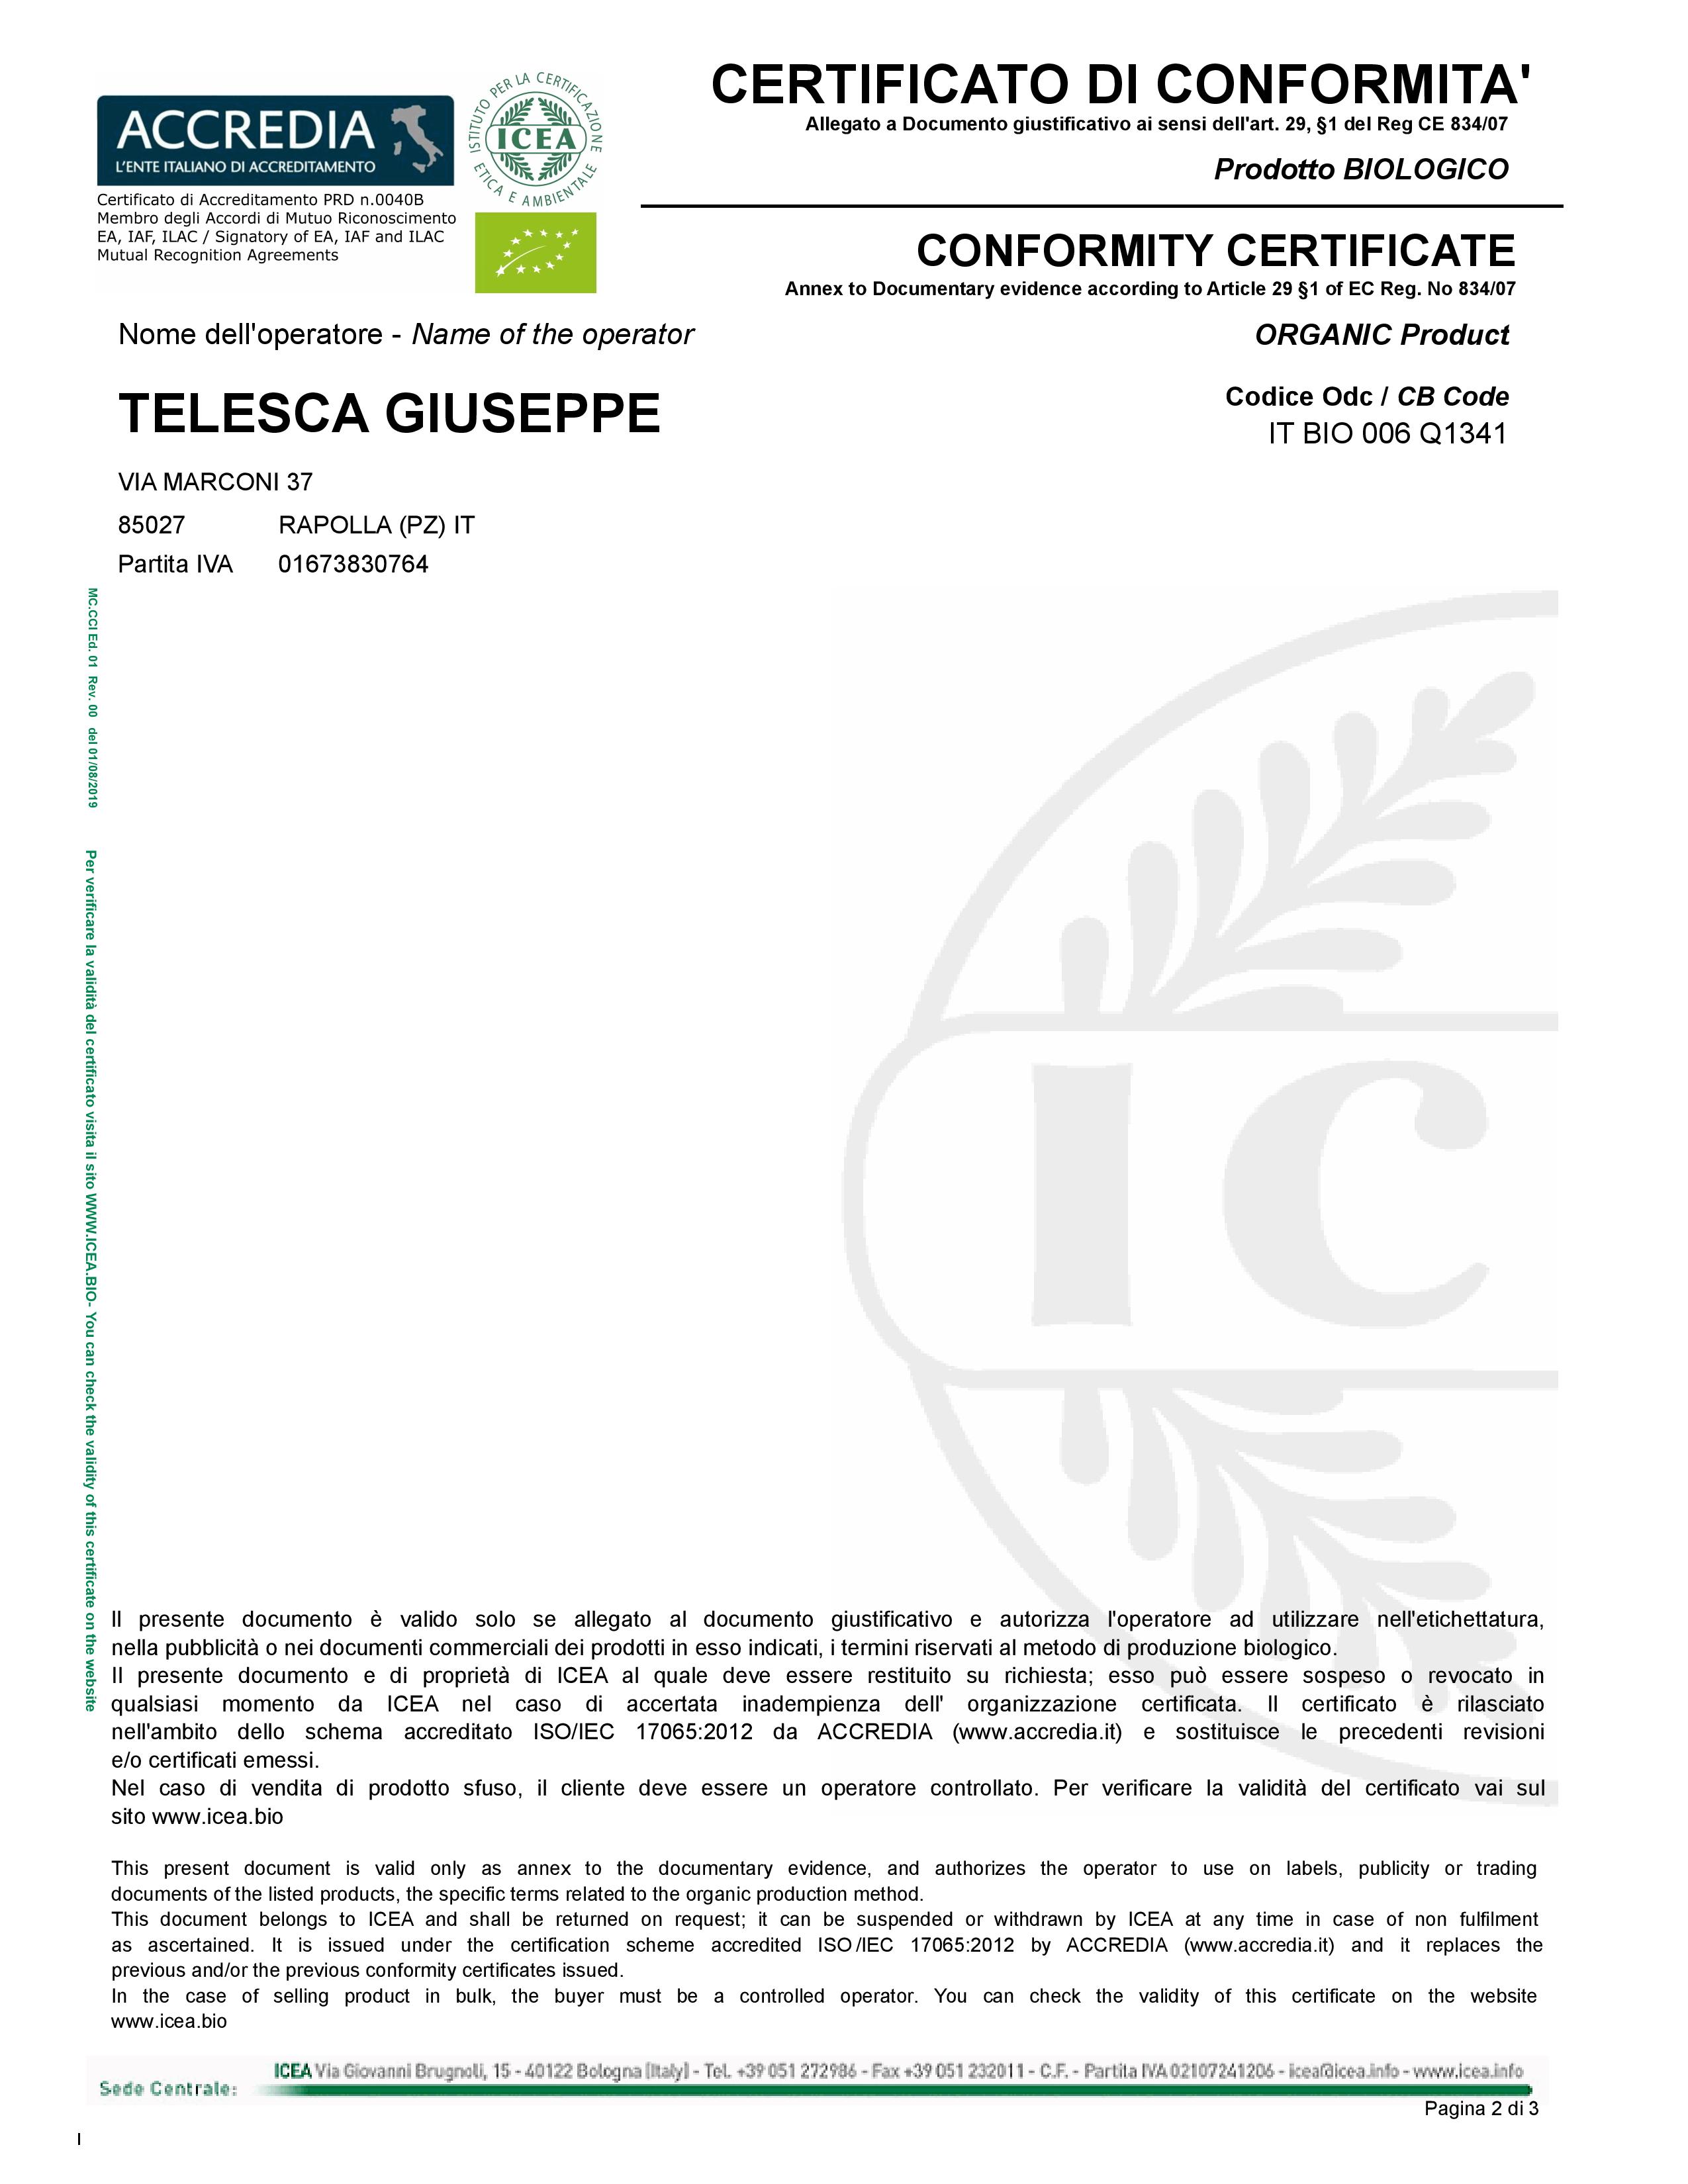 ACCREDIA
L'ENTE ITALIANO DI ACCREDITAMENTO
Certificato di Accreditamento PRD n.0040B
Membro degli Accordi di Mutuo Riconoscimento
EA, IAF, ILAC / Signatory of EA, IAF and ILAC
Mutual Recognition Agreements
ISTITUTO PER LA CERTIFICAZIONE
ICEA
ETICA E AMBIENTALE
CERTIFICATO DI CONFORMITA'
Allegato a Documento giustificativo ai sensi dell'art. 29, §1 del Reg CE 834/07
Prodotto BIOLOGICO
CONFORMITY CERTIFICATE
Annex to Documentary evidence according to Article 29 §1 of EC Reg. No 834/07
ORGANIC Product
Nome dell'operatore - Name of the operator
TELESCA GIUSEPPE
Codice Odc / CB Code
IT BIO 006 Q1341
VIA MARCONI 37
85027 RAPOLLA (PZ) IT
Partita IVA 01673830764
MC.CCI Ed. 01 Rev. 00 del 01/08/2019
Per verificare la validità del certificato visita il sito WWW.ICEA.BIO- You can check the validity of this certificate on the website
IC
Il presente documento è valido solo se allegato al documento giustificativo e autorizza l'operatore ad utilizzare nell'etichettatura,
nella pubblicità o nei documenti commerciali dei prodotti in esso indicati, i termini riservati al metodo di produzione biologico.
Il presente documento e di proprietà di ICEA al quale deve essere restituito su richiesta; esso può essere sospeso o revocato in
qualsiasi momento da ICEA nel caso di accertata inadempienza dell' organizzazione certificata. Il certificato è rilasciato
nell'ambito dello schema accreditato ISO/IEC 17065:2012 da ACCREDIA (www.accredia.it) e sostituisce le precedenti revisioni
e/o certificati emessi.
Nel caso di vendita di prodotto sfuso, il cliente deve essere un operatore controllato. Per verificare la validità del certificato vai sul
sito www.icea.bio
This present document is valid only as annex to the documentary evidence, and authorizes the operator to use on labels, publicity or trading
documents of the listed products, the specific terms related to the organic production method.
This document belongs to ICEA and shall be returned on request; it can be suspended or withdrawn by ICEA at any time in case of non fulfilment
as ascertained. It is issued under the certification scheme accredited ISO/IEC 17065:2012 by ACCREDIA (www.accredia.it) and it replaces the
previous and/or the previous conformity certificates issued.
In the case of selling product in bulk, the buyer must be a controlled operator. You can check the validity of this certificate on the website
www.icea.bio
ICEA Via Giovanni Brugnoli, 15 - 40122 Bologna (Italy) - Tel. +39 051 272986 - Fax +39 051 232011 - C.F. - Partita IVA 02107241206 - icea@icea.info - www.icea.info
Sede Centrale:
Pagina 2 di 3
I